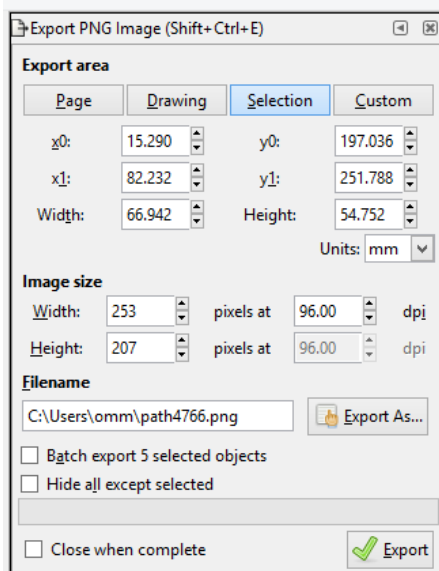 Export PNG Image (Shift+Ctrl+E)
Export area
Page Drawing Selection Custom
x0: 15.290 y0: 197.036
x1: 82.232 y1: 251.788
Width: 66.942 Height: 54.752
Units: mm
Image size
Width: 253 pixels at 96.00 dpi
Height: 207 pixels at 96.00 dpi
Filename
C:\Users\omm\path4766.png Export As...
Batch export 5 selected objects
Hide all except selected
Close when complete Export